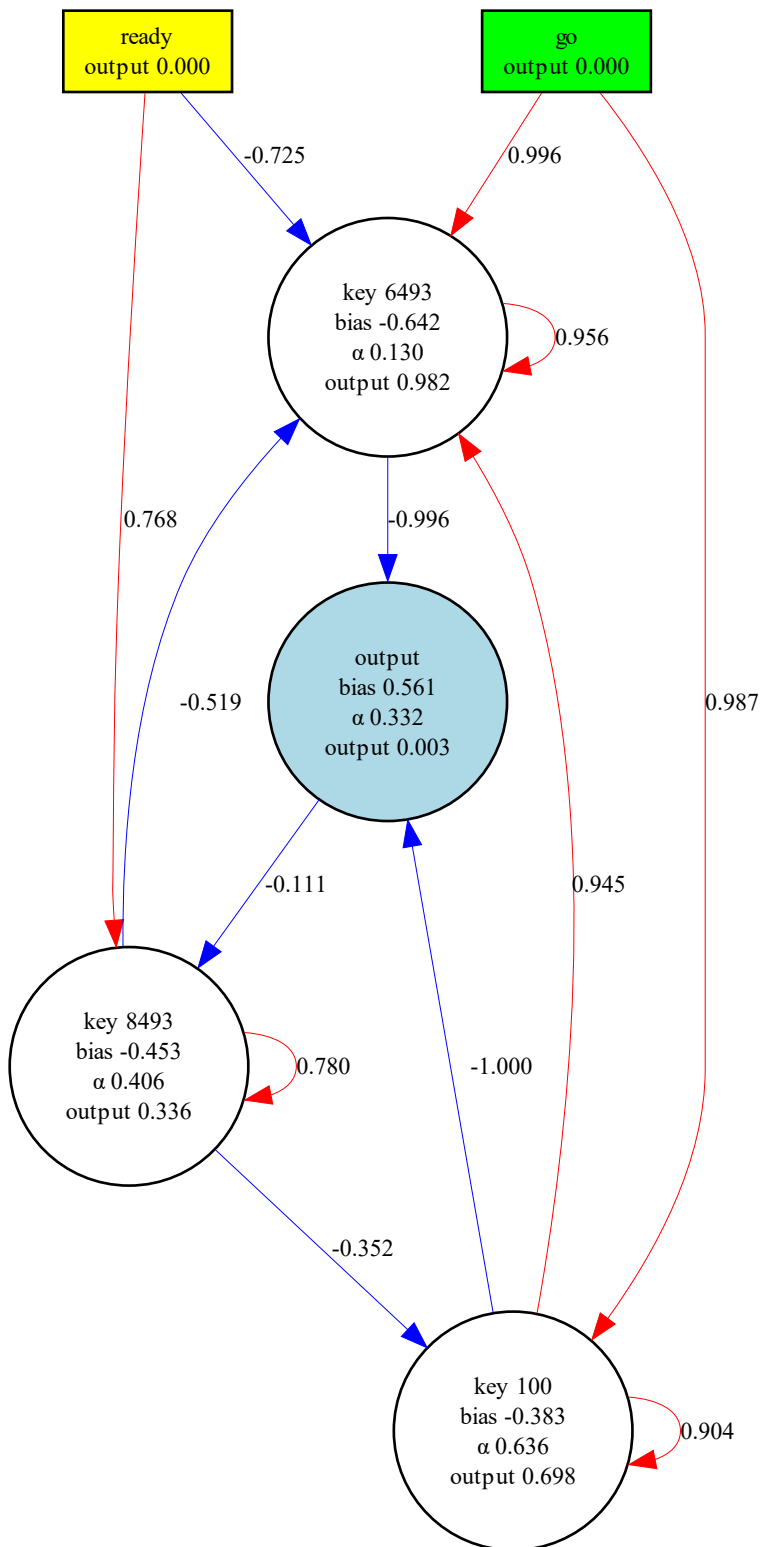 ready
output 0.000
go
output 0.000
-0.725
0.996
key 6493
bias -0.642
α 0.130
output 0.982
0.956
0.768
-0.996
output
bias 0.561
α 0.332
output 0.003
-0.519
0.987
-0.111
0.945
key 8493
bias -0.453
α 0.406
output 0.336
0.780
-1.000
-0.352
key 100
bias -0.383
α 0.636
output 0.698
0.904